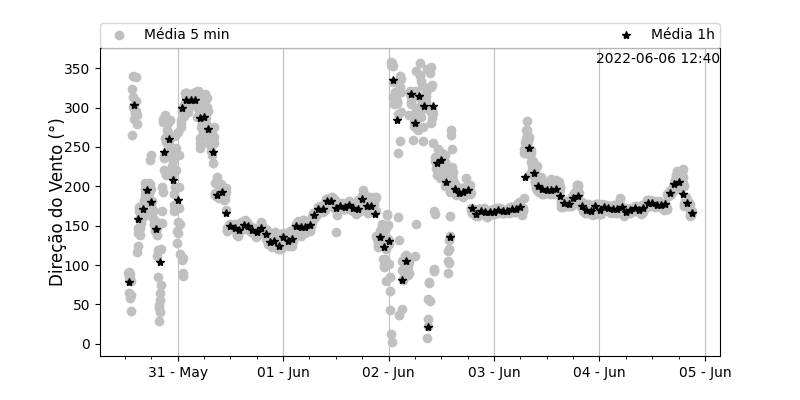 Média 5 min
Média 1h
2022-06-06 12:40
Direção do Vento (°)
350
300
250
200
150
100
50
0
31 - May
01 - Jun
02 - Jun
03 - Jun
04 - Jun
05 - Jun